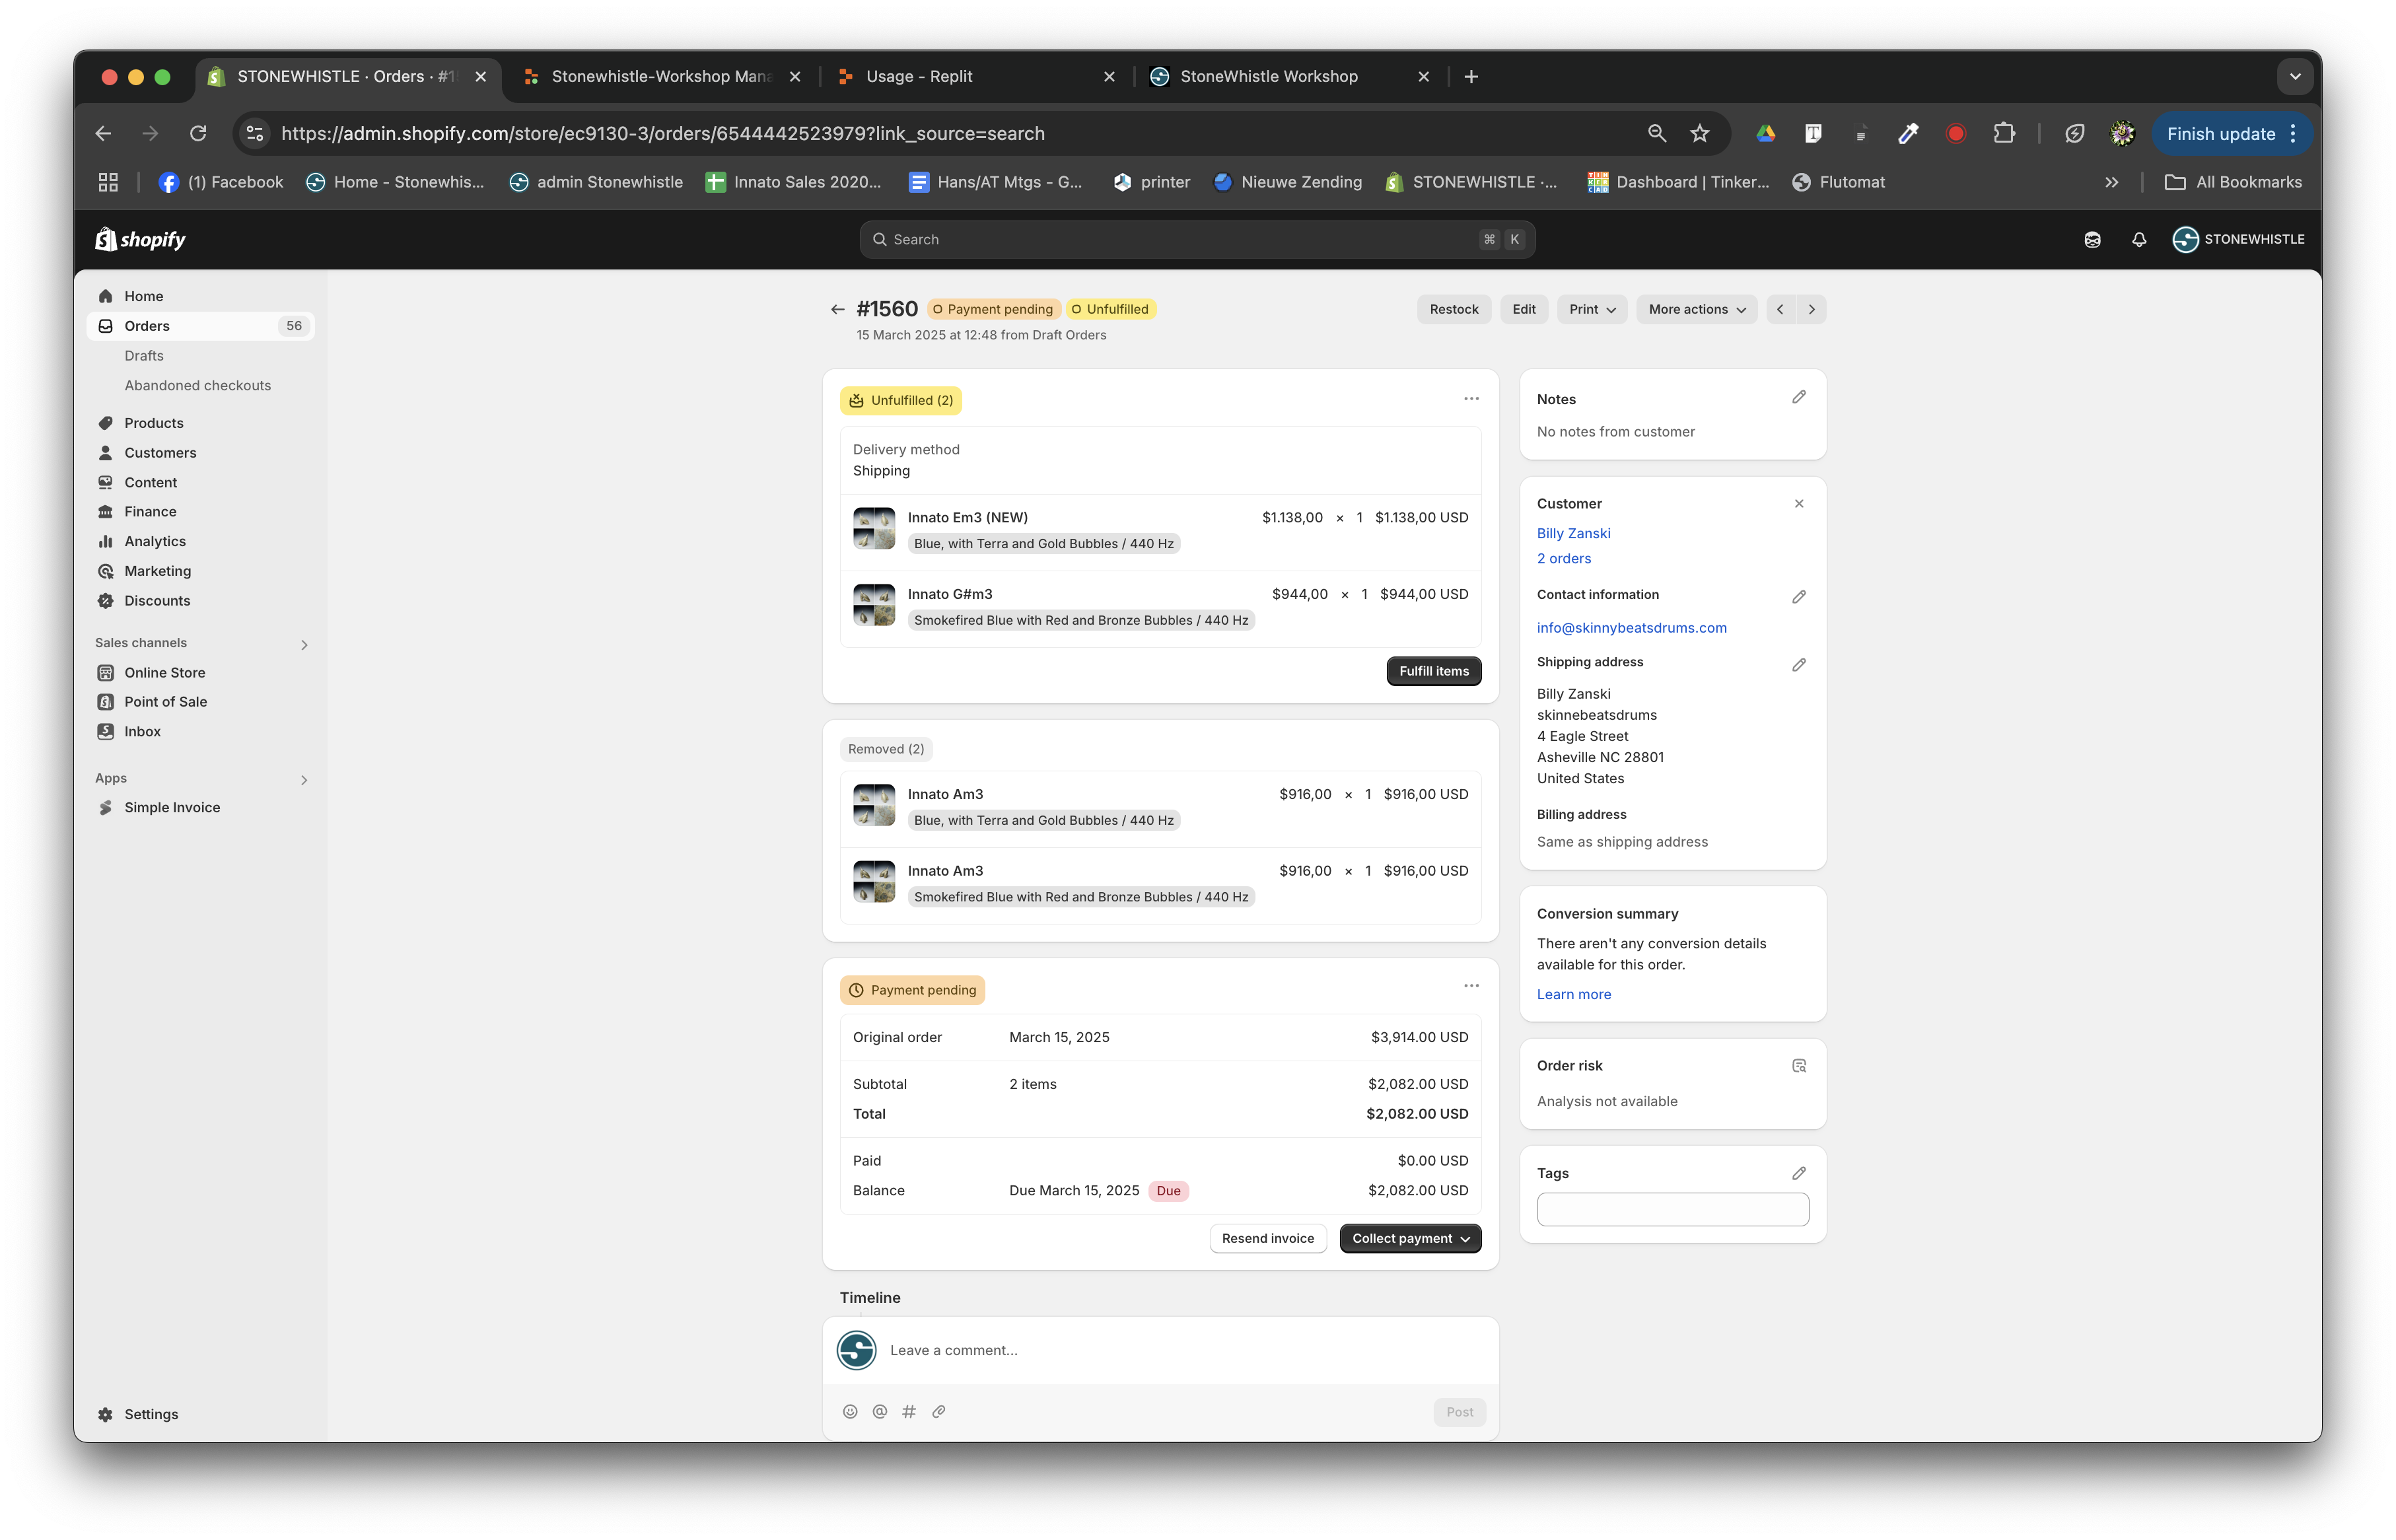 STONEWHISTLE · Orders · #1
Stonewhistle-Workshop Mana
Usage - Replit
StoneWhistle Workshop
https://admin.shopify.com/store/ec9130-3/orders/6544442523979?link_source=search
Finish update
(1) Facebook
Home - Stonewhis...
admin Stonewhistle
Innato Sales 2020...
Hans/AT Mtgs - G...
printer
Nieuwe Zending
STONEWHISTLE ·...
Dashboard | Tinker...
Flutomat
All Bookmarks
shopify
Search
⌘ K
STONEWHISTLE
Home
Orders 56
Drafts
Abandoned checkouts
Products
Customers
Content
Finance
Analytics
Marketing
Discounts
Sales channels
Online Store
Point of Sale
Inbox
Apps
Simple Invoice
Settings
#1560 Payment pending Unfulfilled
15 March 2025 at 12:48 from Draft Orders
Restock
Edit
Print
More actions
Unfulfilled (2)
Delivery method
Shipping
Innato Em3 (NEW) $1.138,00 × 1 $1.138,00 USD
Blue, with Terra and Gold Bubbles / 440 Hz
Innato G#m3 $944,00 × 1 $944,00 USD
Smokefired Blue with Red and Bronze Bubbles / 440 Hz
Fulfill items
Removed (2)
Innato Am3 $916,00 × 1 $916,00 USD
Blue, with Terra and Gold Bubbles / 440 Hz
Innato Am3 $916,00 × 1 $916,00 USD
Smokefired Blue with Red and Bronze Bubbles / 440 Hz
Payment pending
Original order March 15, 2025 $3,914.00 USD
Subtotal 2 items $2,082.00 USD
Total $2,082.00 USD
Paid $0.00 USD
Balance Due March 15, 2025 Due $2,082.00 USD
Resend invoice
Collect payment
Timeline
Leave a comment...
Post
Notes
No notes from customer
Customer
Billy Zanski
2 orders
Contact information
info@skinnybeatsdrums.com
Shipping address
Billy Zanski
skinnebeatsdrums
4 Eagle Street
Asheville NC 28801
United States
Billing address
Same as shipping address
Conversion summary
There aren't any conversion details
available for this order.
Learn more
Order risk
Analysis not available
Tags